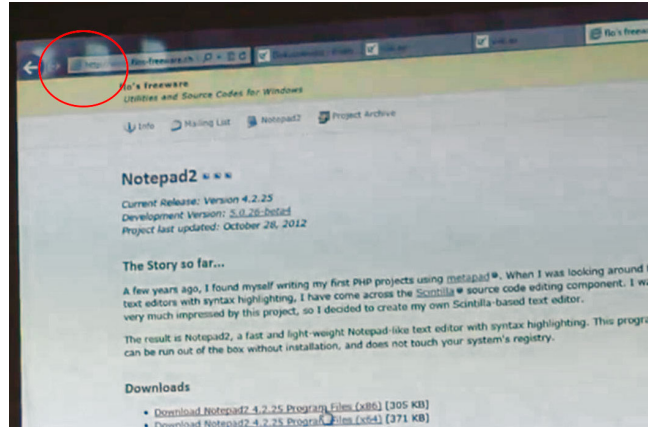 flo's freeware
Utilities and Source Codes for Windows
Info Mailing List Notepad2 Project Archive
Notepad2
Current Release: Version 4.2.25
Development Version: 5.0.26-beta4
Project last updated: October 28, 2012
The Story so far...
A few years ago, I found myself writing my first PHP projects using metapad. When I was looking around
text editors with syntax highlighting, I have come across the Scintilla source code editing component. I wa
very much impressed by this project, so I decided to create my own Scintilla-based text editor.
The result is Notepad2, a fast and light-weight Notepad-like text editor with syntax highlighting. This progra
can be run out of the box without installation, and does not touch your system's registry.
Downloads
• Download Notepad2 4.2.25 Program Files (x86) [305 KB]
• Download Notepad2 4.2.25 Program Files (x64) [371 KB]